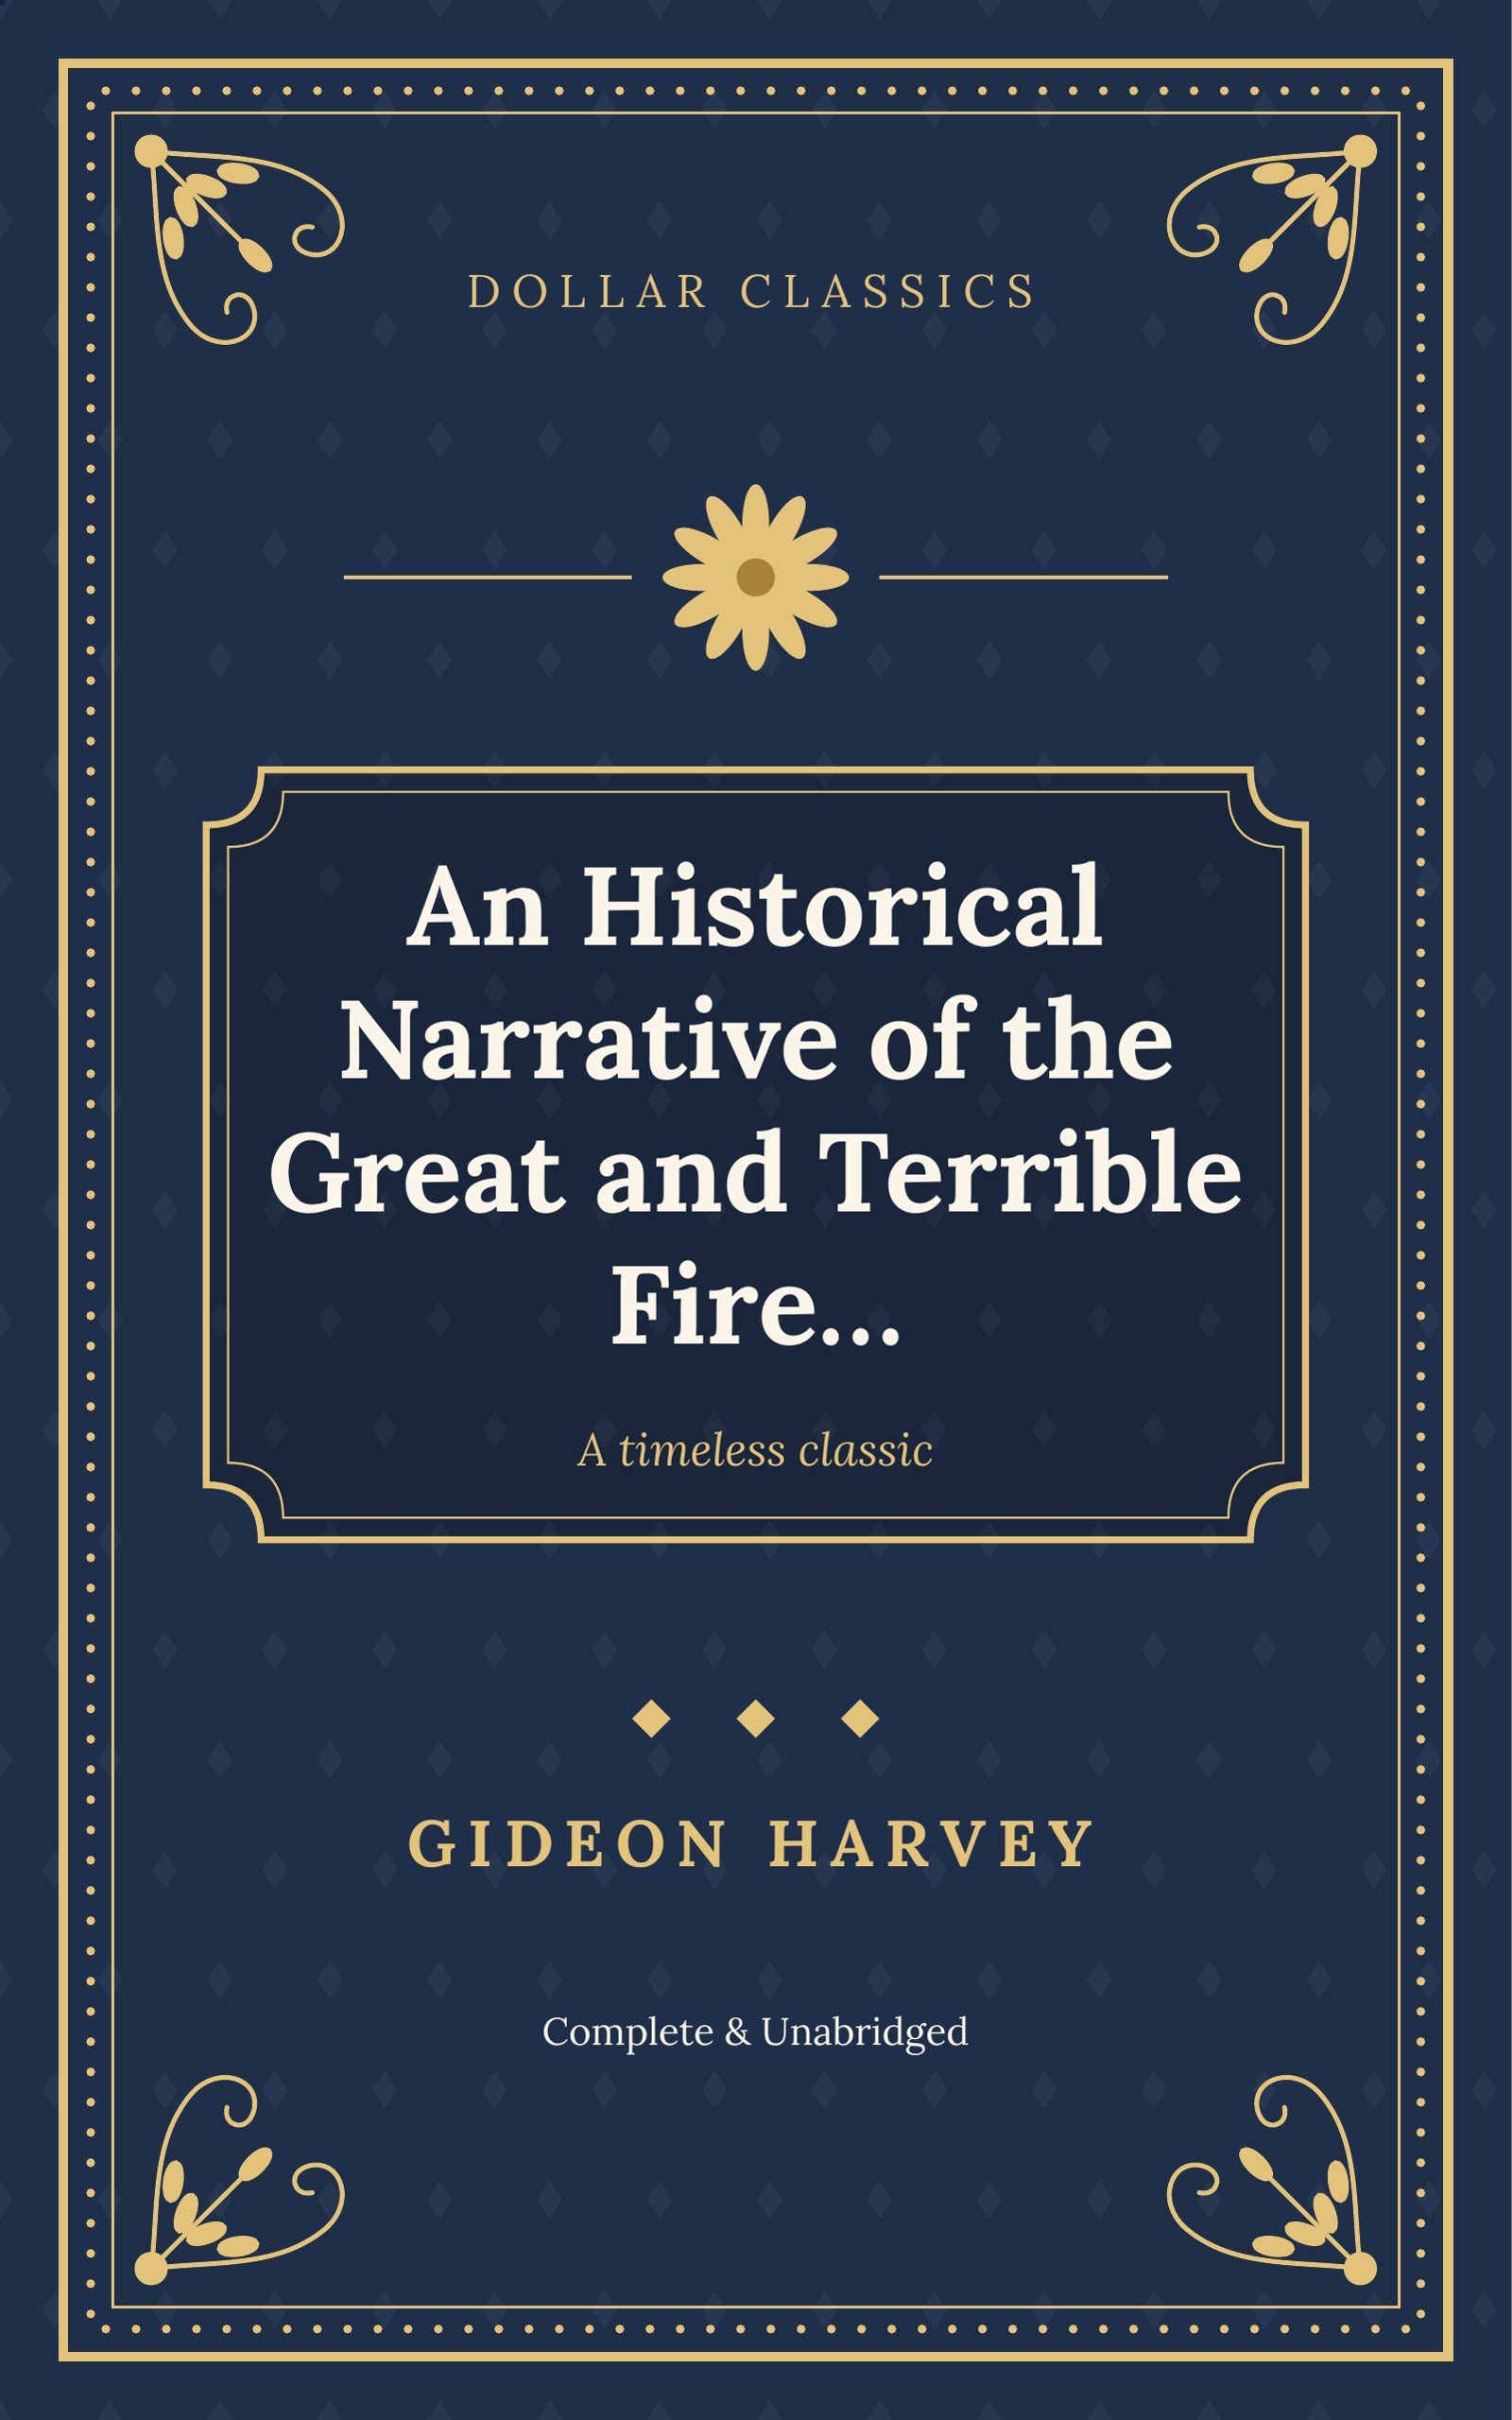 DOLLAR CLASSICS
An Historical
Narrative of the
Great and Terrible
Fire...
A timeless classic
GIDEON HARVEY
Complete & Unabridged